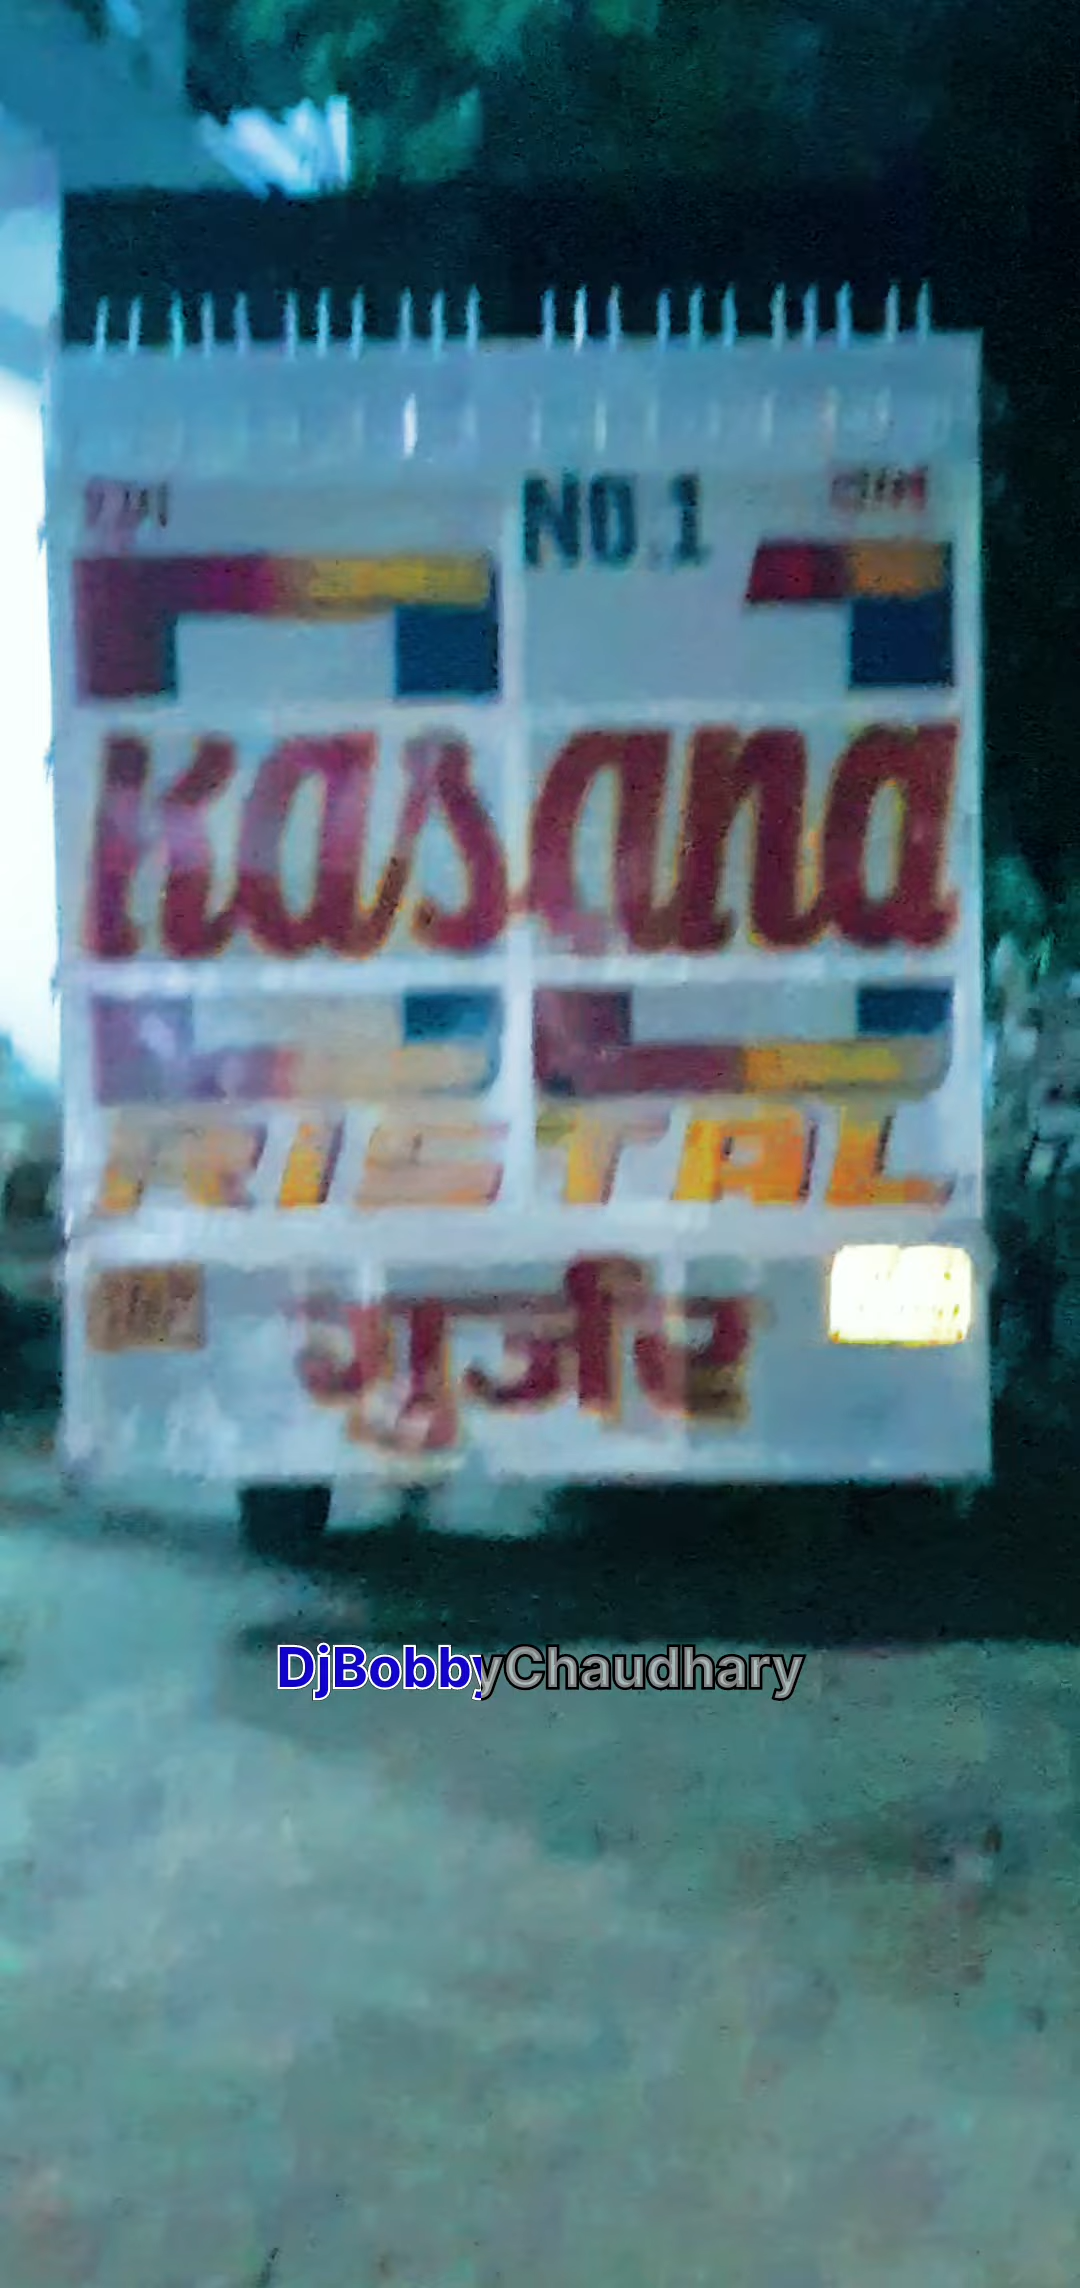 NO.1
Kasana
RISTAL
गुर्जर
DjBobbyChaudhary